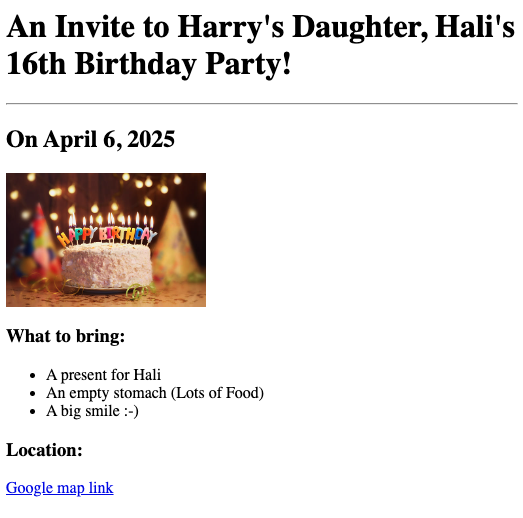 An Invite to Harry's Daughter, Hali's
16th Birthday Party!
On April 6, 2025
HAPPY BIRTHDAY
What to bring:
A present for Hali
An empty stomach (Lots of Food)
A big smile :-)
Location:
Google map link